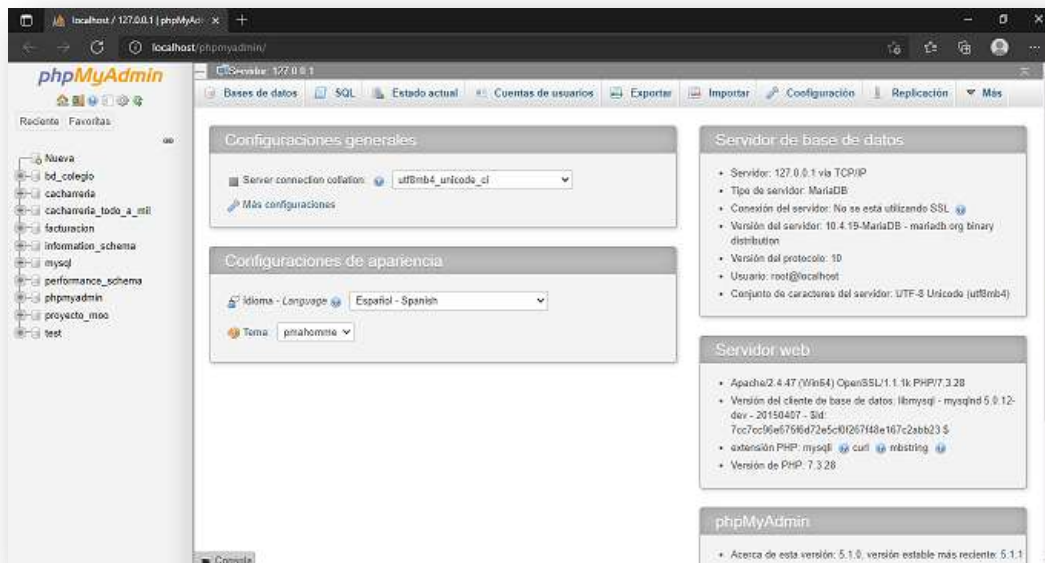 localhost / 127.0.0.1 | phpMyAd
localhost/phpmyadmin/
phpMyAdmin
Reciente Favoritas
Nueva
bd_colegio
cacharreria
cacharreria_todo_a_mil
facturacion
information_schema
mysql
performance_schema
phpmyadmin
proyecto_moo
test
Servidor: 127.0.0.1
Bases de datos SQL Estado actual Cuentas de usuarios Exportar Importar Configuración Replicación Más
Configuraciones generales
Server connection collation: utf8mb4_unicode_ci
Más configuraciones
Configuraciones de apariencia
Idioma - Language Español - Spanish
Tema: pmahomme
Consola
Servidor de base de datos
Servidor: 127.0.0.1 via TCP/IP
Tipo de servidor: MariaDB
Conexión del servidor: No se está utilizando SSL
Versión del servidor: 10.4.19-MariaDB - mariadb.org binary
distribution
Versión del protocolo: 10
Usuario: root@localhost
Conjunto de caracteres del servidor: UTF-8 Unicode (utf8mb4)
Servidor web
Apache/2.4.47 (Win64) OpenSSL/1.1.1k PHP/7.3.28
Versión del cliente de base de datos: libmysql - mysqlnd 5.0.12-
dev - 20150407 - $Id:
$
extensión PHP: mysqli curl mbstring
Versión de PHP: 7.3.28
phpMyAdmin
Acerca de esta versión: 5.1.0, versión estable más reciente: 5.1.1